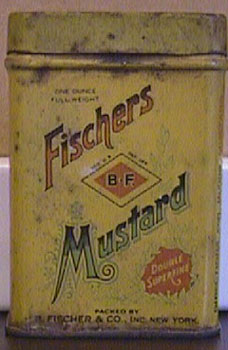 ONE OUNCE
FULL WEIGHT
Fischers
B-F
Mustard
DOUBLE
SUPERFINE
PACKED BY
B. FISCHER & CO., INC. NEW YORK.